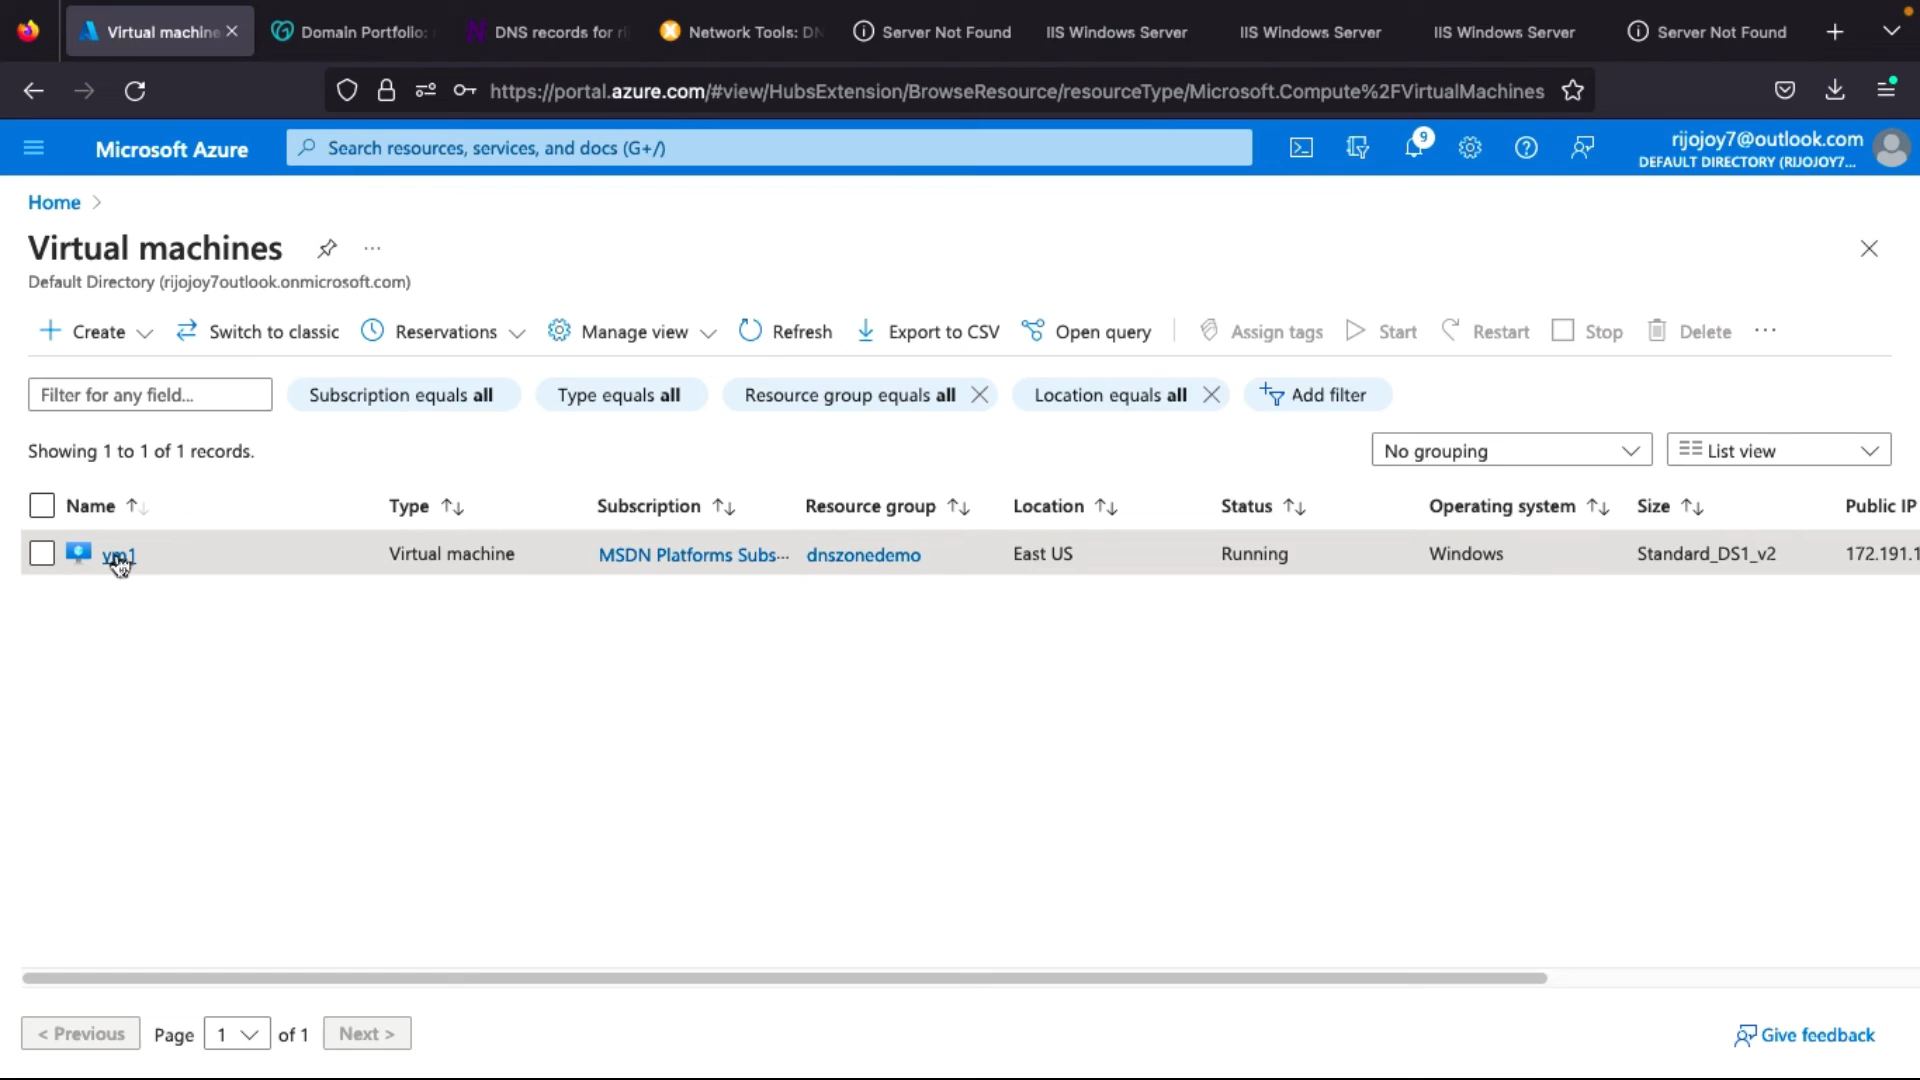 Virtual machine
Domain Portfolio:
DNS records for ri
Network Tools: DN
Server Not Found
IIS Windows Server
IIS Windows Server
IIS Windows Server
Server Not Found
https://portal.azure.com/#view/HubsExtension/BrowseResource/resourceType/Microsoft.Compute%2FVirtualMachines
Microsoft Azure
Search resources, services, and docs (G+/)
9
rijojoy7@outlook.com
DEFAULT DIRECTORY (RIJOJOY7...
Home
Virtual machines
...
Default Directory (rijojoy7outlook.onmicrosoft.com)
Create
Switch to classic
Reservations
Manage view
Refresh
Export to CSV
Open query
Assign tags
Start
Restart
Stop
Delete
...
Filter for any field...
Subscription equals all
Type equals all
Resource group equals all
Location equals all
Add filter
Showing 1 to 1 of 1 records.
No grouping
List view
Name
Type
Subscription
Resource group
Location
Status
Operating system
Size
Public IP
vm1
Virtual machine
MSDN Platforms Subs...
dnszonedemo
East US
Running
Windows
Standard_DS1_v2
172.191.1
< Previous
Page
1
of 1
Next >
Give feedback